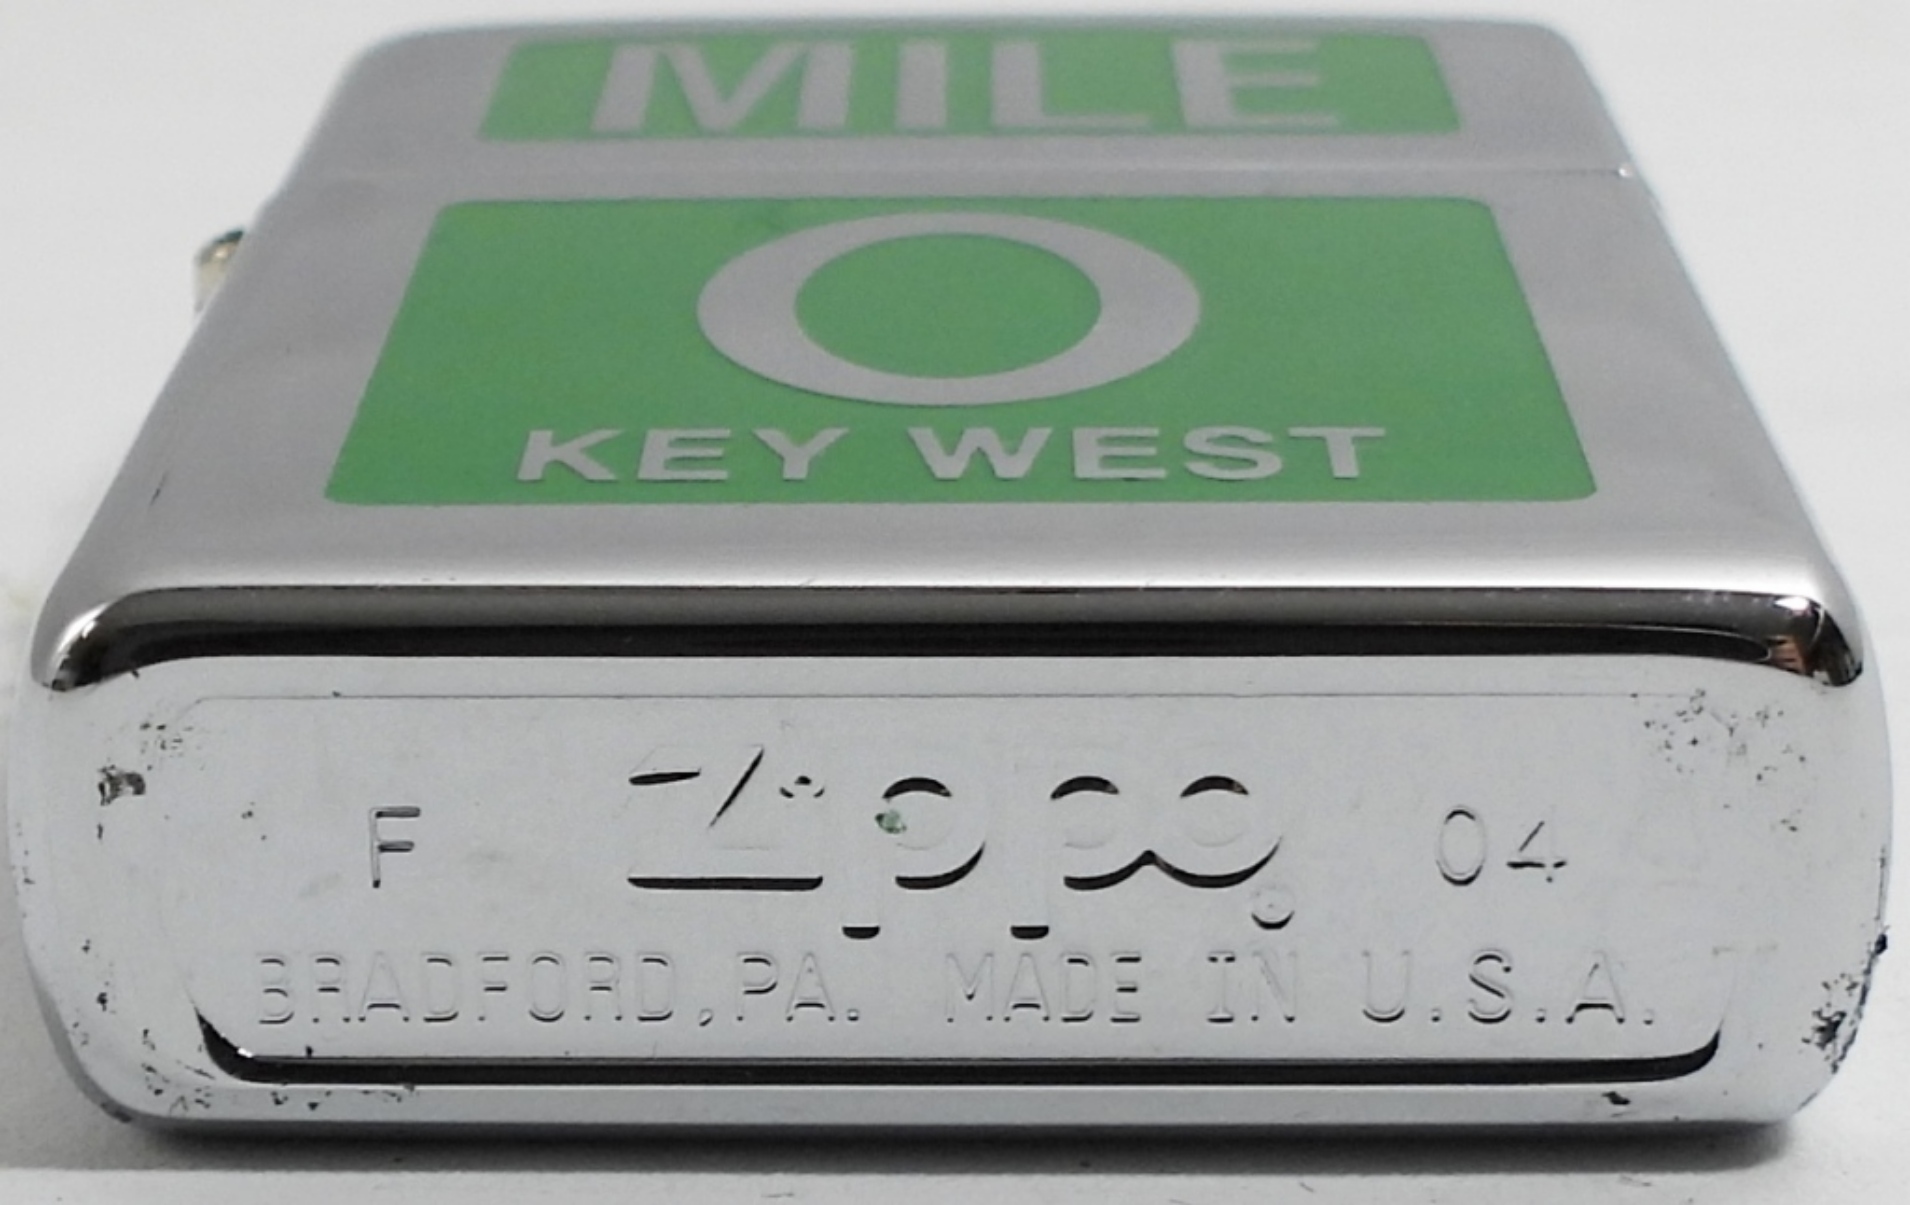 MILE
0
KEY WEST
F Zippo ® 04
BRADFORD, PA. MADE IN U.S.A.